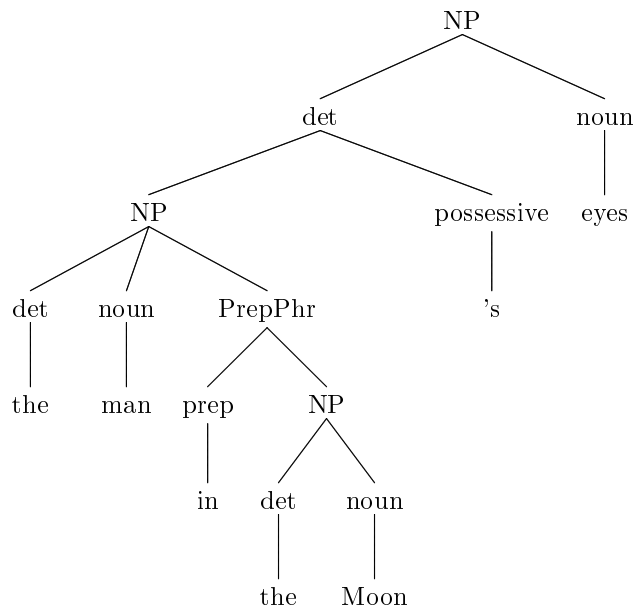 NP
det noun
NP possessive eyes
det noun PrepPhr 's
the man prep NP
in det noun
the Moon